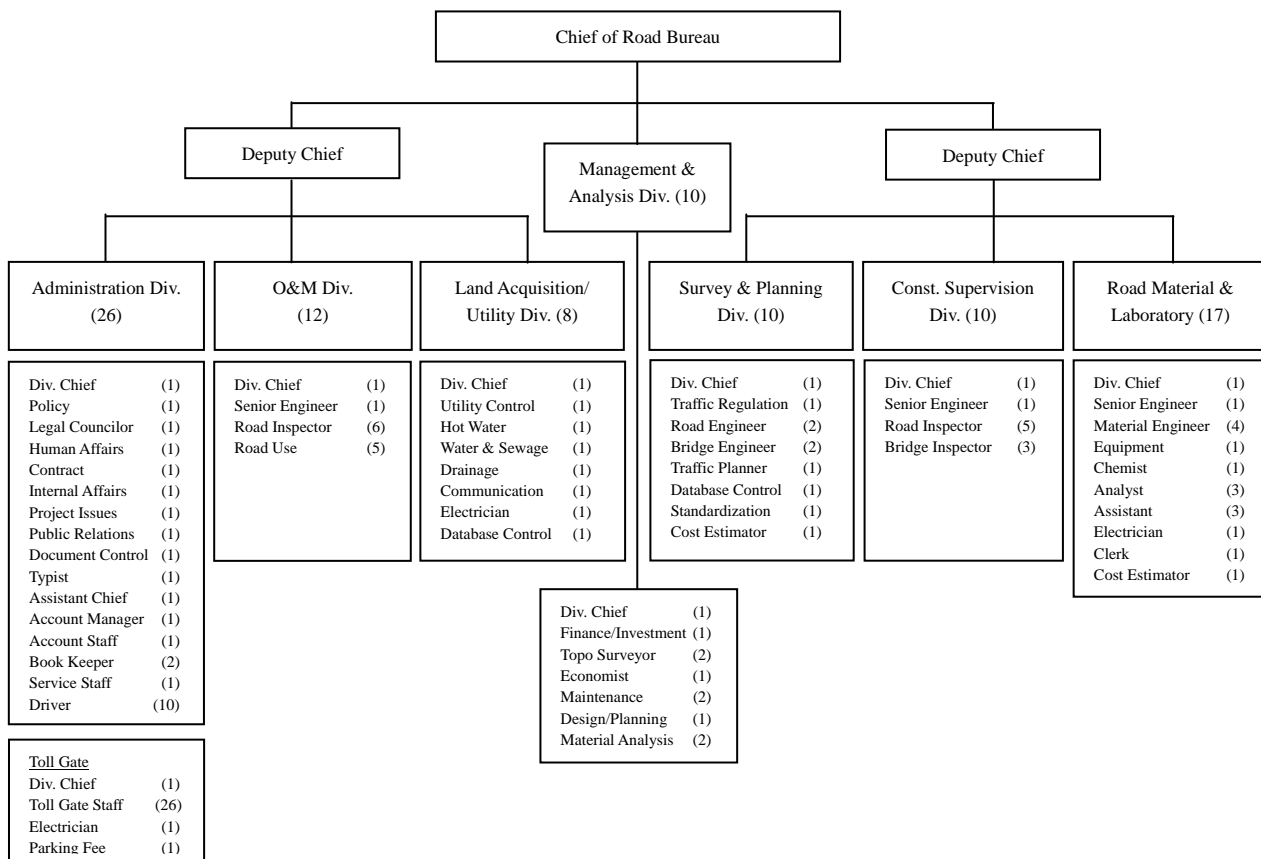 Chief of Road Bureau
Deputy Chief
Management &
Analysis Div. (10)
Deputy Chief
Administration Div.
(26)
O&M Div.
(12)
Land Acquisition/
Utility Div. (8)
Survey & Planning
Div. (10)
Const. Supervision
Div. (10)
Road Material &
Laboratory (17)
Div. Chief (1)
Policy (1)
Legal Councilor (1)
Human Affairs (1)
Contract (1)
Internal Affairs (1)
Project Issues (1)
Public Relations (1)
Document Control (1)
Typist (1)
Assistant Chief (1)
Account Manager (1)
Account Staff (1)
Book Keeper (2)
Service Staff (1)
Driver (10)
Div. Chief (1)
Senior Engineer (1)
Road Inspector (6)
Road Use (5)
Div. Chief (1)
Utility Control (1)
Hot Water (1)
Water & Sewage (1)
Drainage (1)
Communication (1)
Electrician (1)
Database Control (1)
Div. Chief (1)
Finance/Investment (1)
Topo Surveyor (2)
Economist (1)
Maintenance (2)
Design/Planning (1)
Material Analysis (2)
Div. Chief (1)
Traffic Regulation (1)
Road Engineer (2)
Bridge Engineer (2)
Traffic Planner (1)
Database Control (1)
Standardization (1)
Cost Estimator (1)
Div. Chief (1)
Senior Engineer (1)
Road Inspector (5)
Bridge Inspector (3)
Div. Chief (1)
Senior Engineer (1)
Material Engineer (4)
Equipment (1)
Chemist (1)
Analyst (3)
Assistant (3)
Electrician (1)
Clerk (1)
Cost Estimator (1)
Toll Gate
Div. Chief (1)
Toll Gate Staff (26)
Electrician (1)
Parking Fee (1)